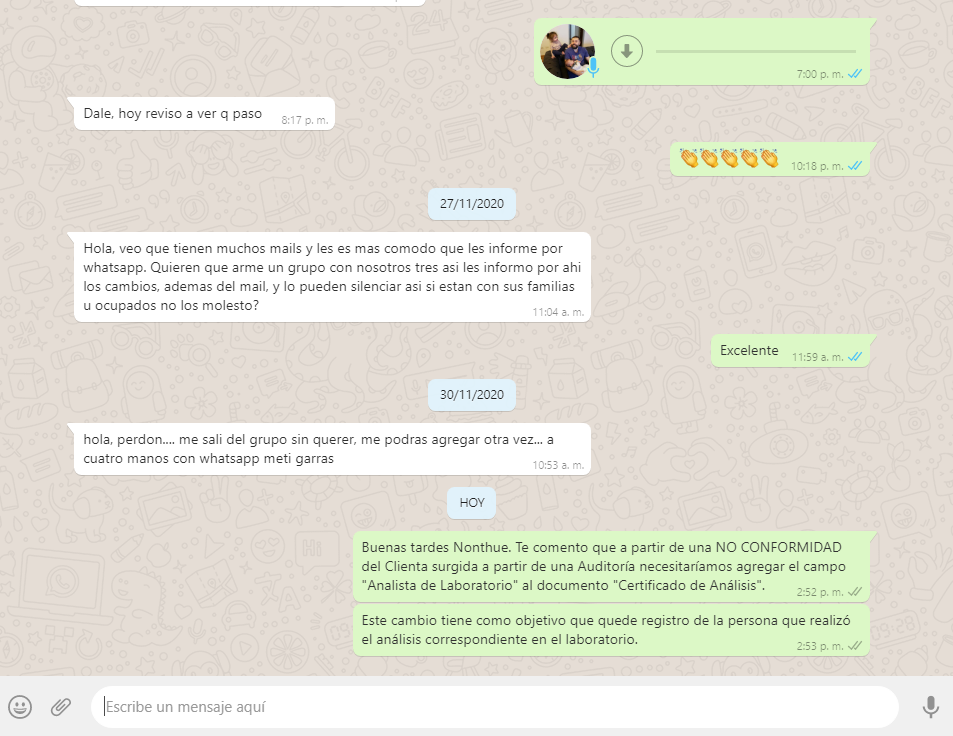 7:00 p. m.
Dale, hoy reviso a ver q paso
8:17 p. m.
10:18 p. m.
27/11/2020
Hola, veo que tienen muchos mails y les es mas comodo que les informe por
whatsapp. Quieren que arme un grupo con nosotros tres asi les informo por ahi
los cambios, ademas del mail, y lo pueden silenciar asi si estan con sus familias
u ocupados no los molesto?
11:04 a. m.
Excelente
11:59 a. m.
30/11/2020
hola, perdon.... me sali del grupo sin querer, me podras agregar otra vez... a
cuatro manos con whatsapp meti garras
10:53 a. m.
HOY
Buenas tardes Nonthue. Te comento que a partir de una NO CONFORMIDAD
del Clienta surgida a partir de una Auditoría necesitaríamos agregar el campo
"Analista de Laboratorio" al documento "Certificado de Análisis".
2:52 p. m.
Este cambio tiene como objetivo que quede registro de la persona que realizó
el análisis correspondiente en el laboratorio.
2:53 p. m.
Escribe un mensaje aquí